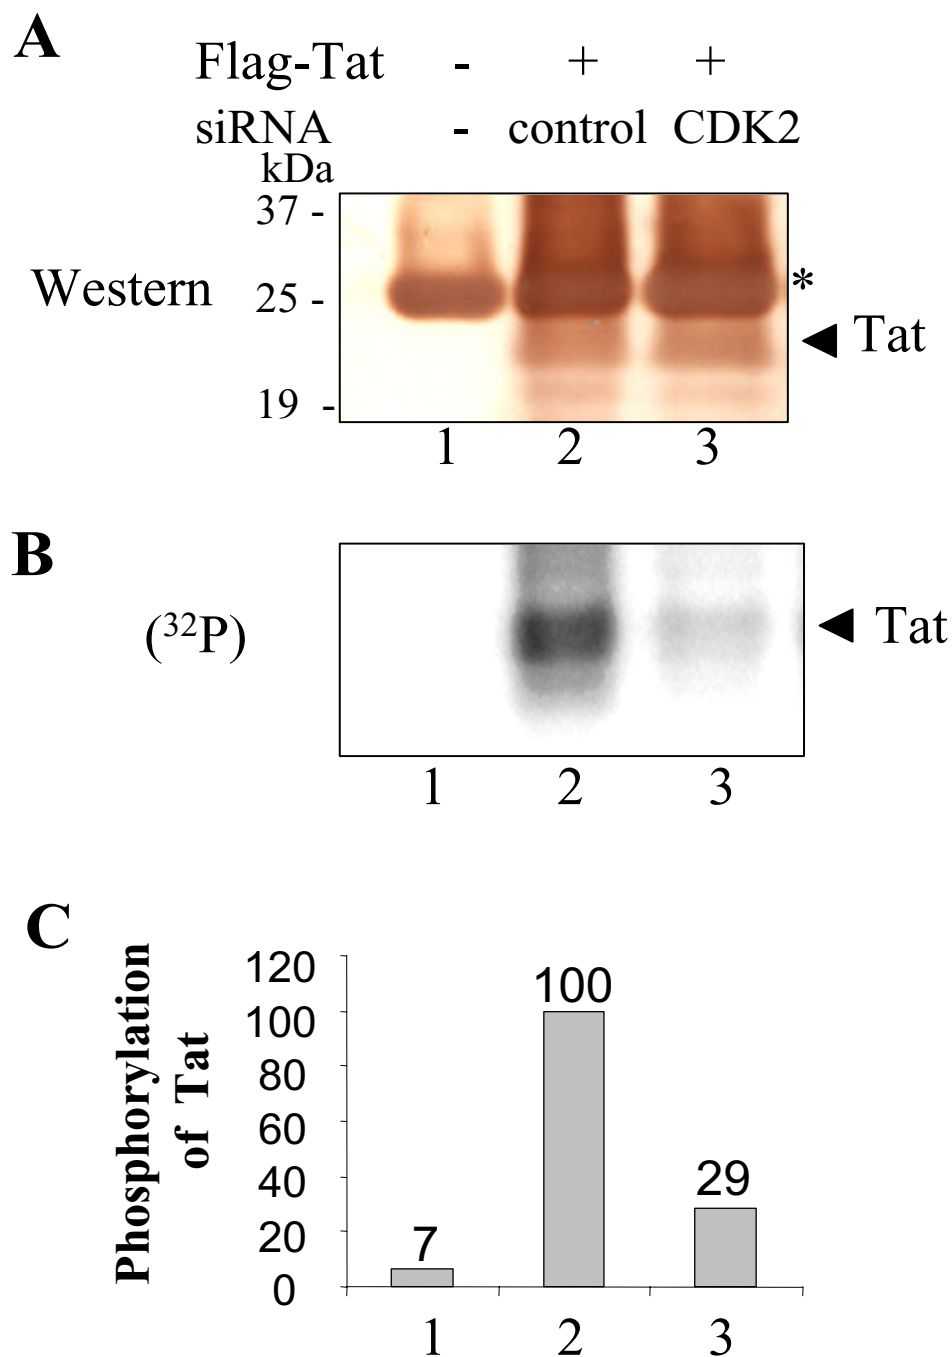 A
Flag-Tat - + +
siRNA - control CDK2
kDa
37 -
Western 25 - *
Tat
19 -
1 2 3
B
(³²P) Tat
1 2 3
C
Phosphorylation
of Tat
120
100
80
60
40
20
0
7 100 29
1 2 3